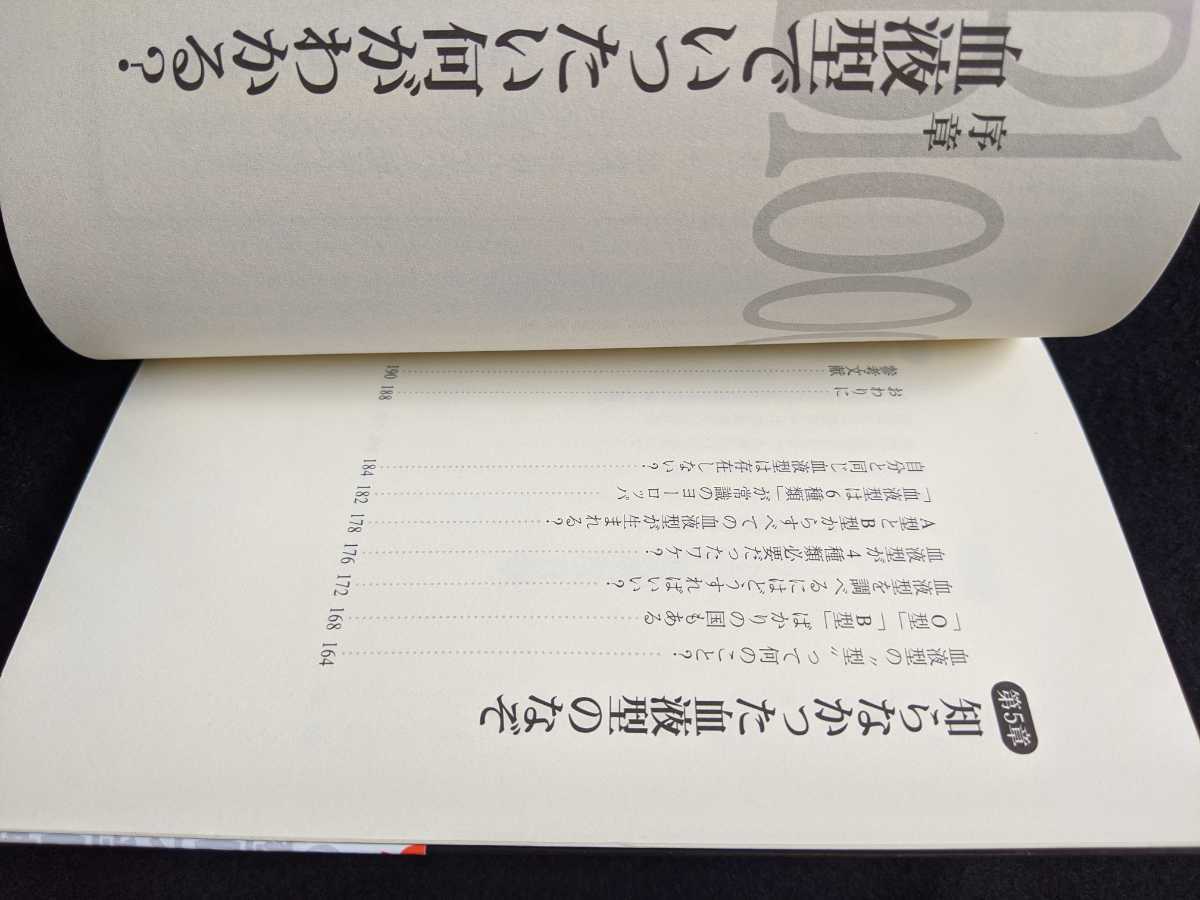 第5章
知らなかった血液型のなぞ
血液型の〝型〟って何のこと? 164
「O型」「B型」ばかりの国もある 168
血液型を調べるにはどうすればいい? 172
血液型が4種類必要だったワケ? 176
A型とB型からすべての血液型が生まれる? 178
「血液型は6種類」が常識のヨーロッパ 182
自分と同じ血液型は存在しない? 184
おわりに 188
参考文献 190
序章
血液型でいったい何がわかる?
Bloo